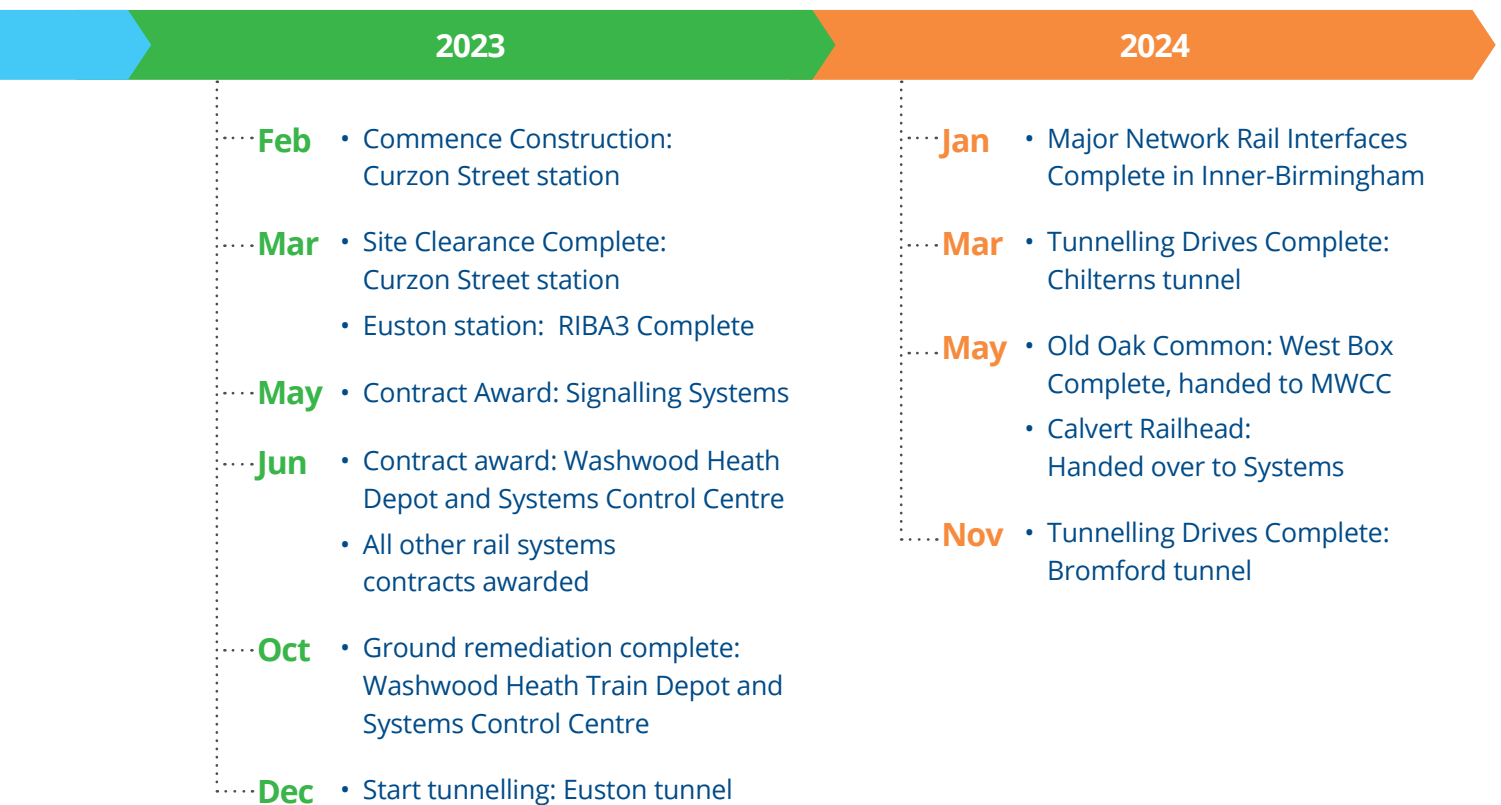 2023
Feb • Commence Construction:
Curzon Street station
Mar • Site Clearance Complete:
Curzon Street station
• Euston station: RIBA3 Complete
May • Contract Award: Signalling Systems
Jun • Contract award: Washwood Heath
Depot and Systems Control Centre
• All other rail systems
contracts awarded
Oct • Ground remediation complete:
Washwood Heath Train Depot and
Systems Control Centre
Dec • Start tunnelling: Euston tunnel
2024
Jan • Major Network Rail Interfaces
Complete in Inner-Birmingham
Mar • Tunnelling Drives Complete:
Chilterns tunnel
May • Old Oak Common: West Box
Complete, handed to MWCC
• Calvert Railhead:
Handed over to Systems
Nov • Tunnelling Drives Complete:
Bromford tunnel